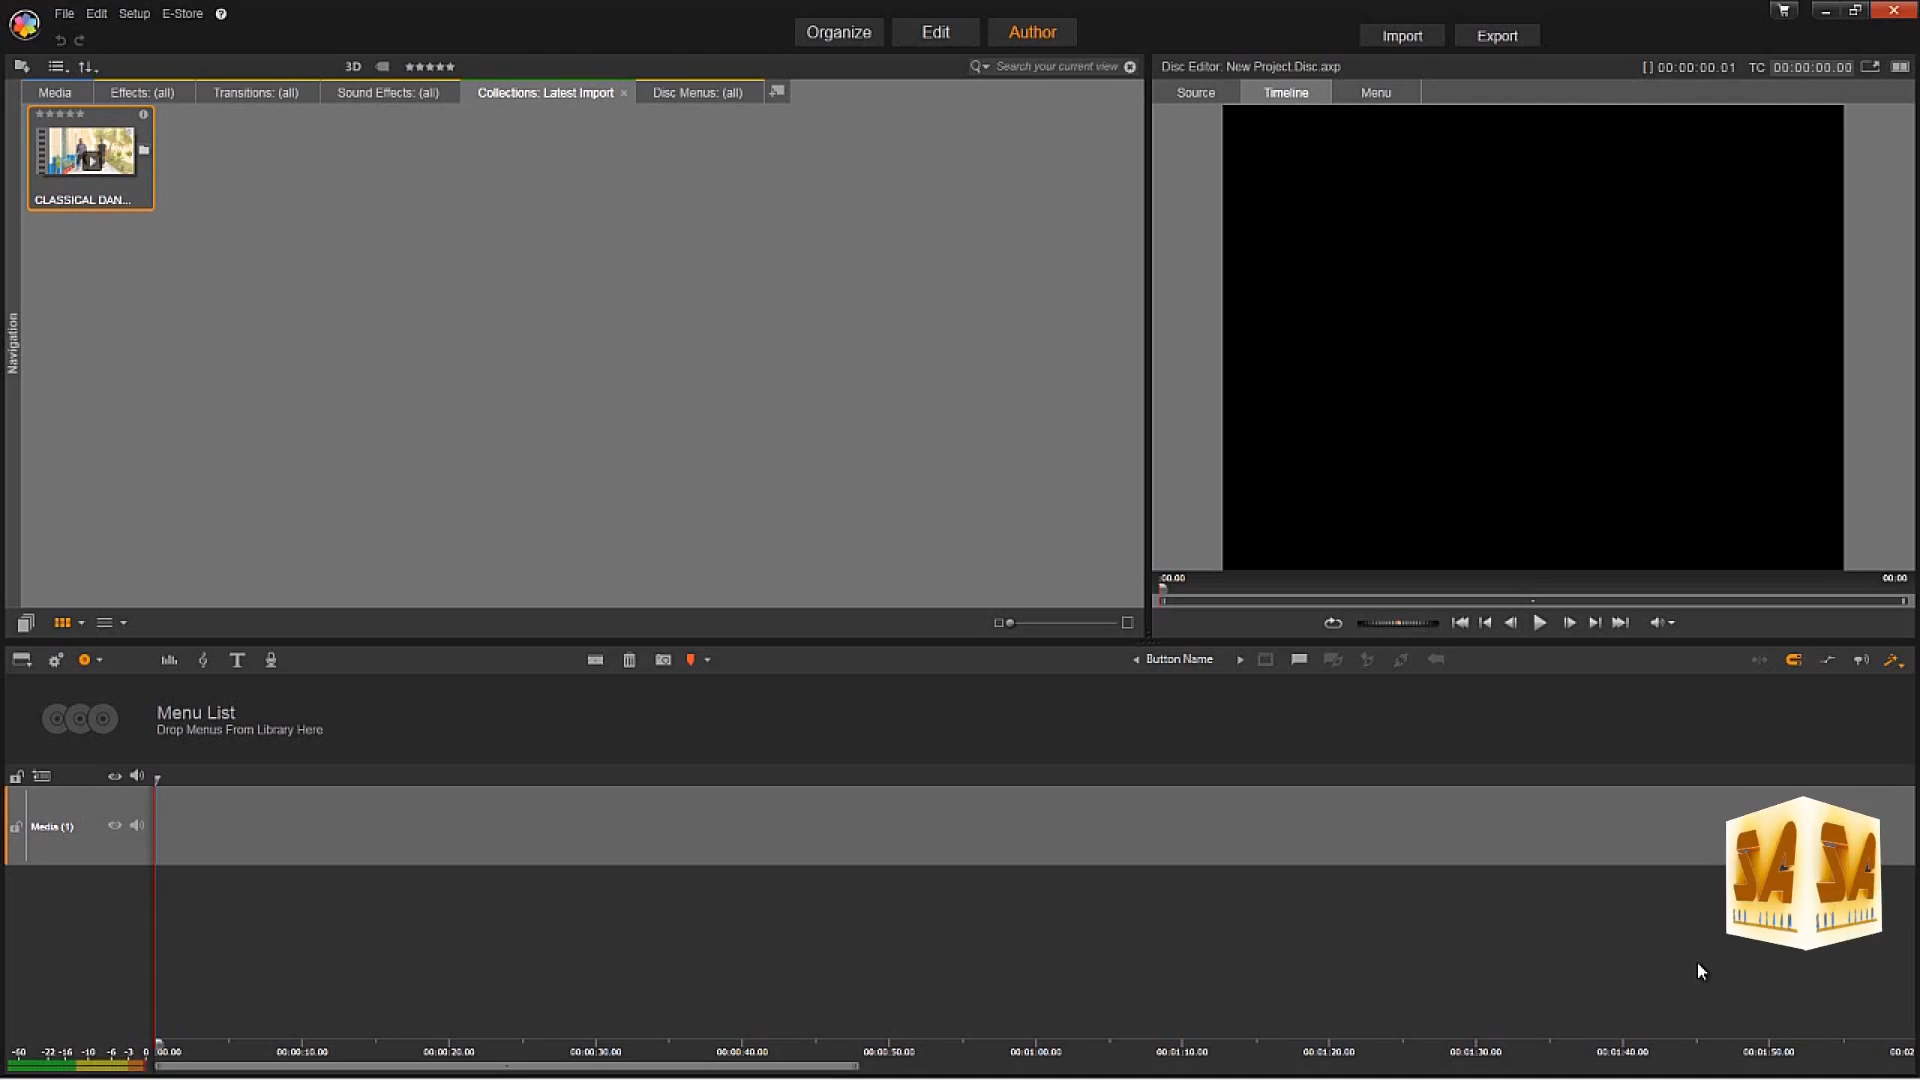 File Edit Setup E-Store ?
Organize Edit Author
Import Export
3D
Search your current view
Disc Editor: New Project.Disc.axp
[ ] 00:00:00.01 TC 00:00:00.00
Media Effects: (all) Transitions: (all) Sound Effects: (all) Collections: Latest Import × Disc Menus: (all)
Source Timeline Menu
CLASSICAL DAN...
Navigation
00.00 00:00
Button Name
Menu List
Drop Menus From Library Here
Media (1)
SA SA
-60 -22 -16 -10 -6 -3 0 :00.00 00:00:10.00 00:00:20.00 00:00:30.00 00:00:40.00 00:00:50.00 00:01:00.00 00:01:10.00 00:01:20.00 00:01:30.00 00:01:40.00 00:01:50.00 00:02